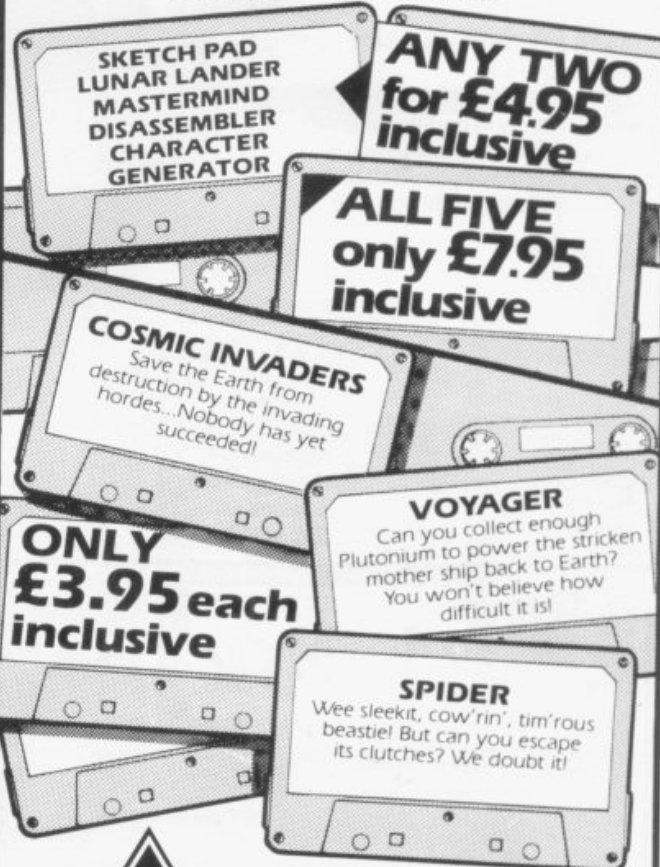 SKETCH PAD
LUNAR LANDER
MASTERMIND
DISASSEMBLER
CHARACTER
GENERATOR
ANY TWO
for £4.95
inclusive
ALL FIVE
only £7.95
inclusive
COSMIC INVADERS
Save the Earth from
destruction by the invading
hordes...Nobody has yet
succeeded!
ONLY
£3.95 each
inclusive
VOYAGER
Can you collect enough
Plutonium to power the stricken
mother ship back to Earth?
You won't believe how
difficult it is!
SPIDER
Wee sleekit, cow'rin', tim'rous
beastie! But can you escape
its clutches? We doubt it!